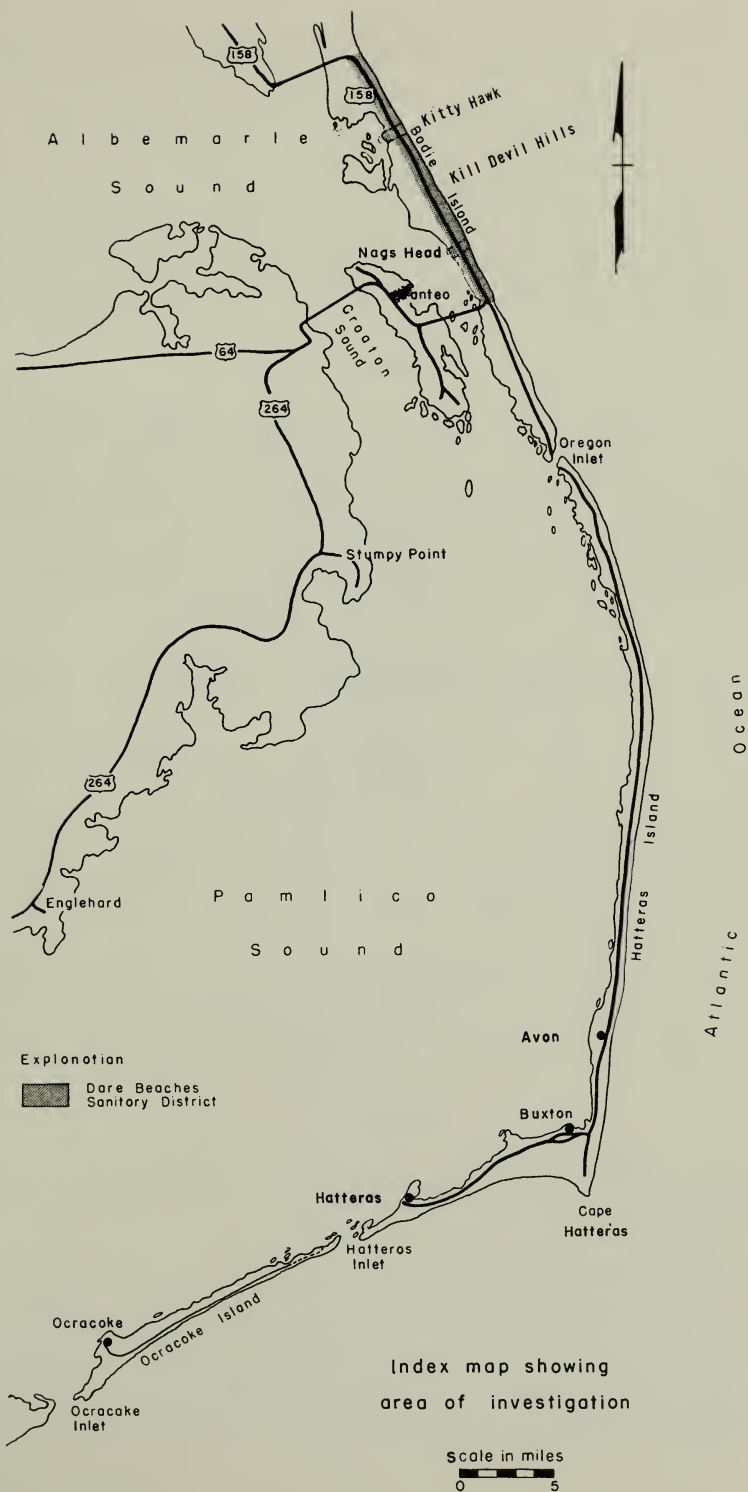 158
158
Kitty Hawk
Albemarle
Sound
Bodie
Island
Kill Devil Hills
Nags Head
Croatan
Sound
64
264
Oregon
Inlet
Stumpy Point
Ocean
Atlantic
264
Hatteras
Island
Englehard
Pamlico
Sound
Avon
Explonation
Dare Beaches
Sanitory District
Buxton
Hatteras
Cape
Hatteras
Hatteros
Inlet
Ocracoke
Ocracoke Island
Ocracoke
Inlet
Index map showing
area of investigation
Scale in miles
0 5